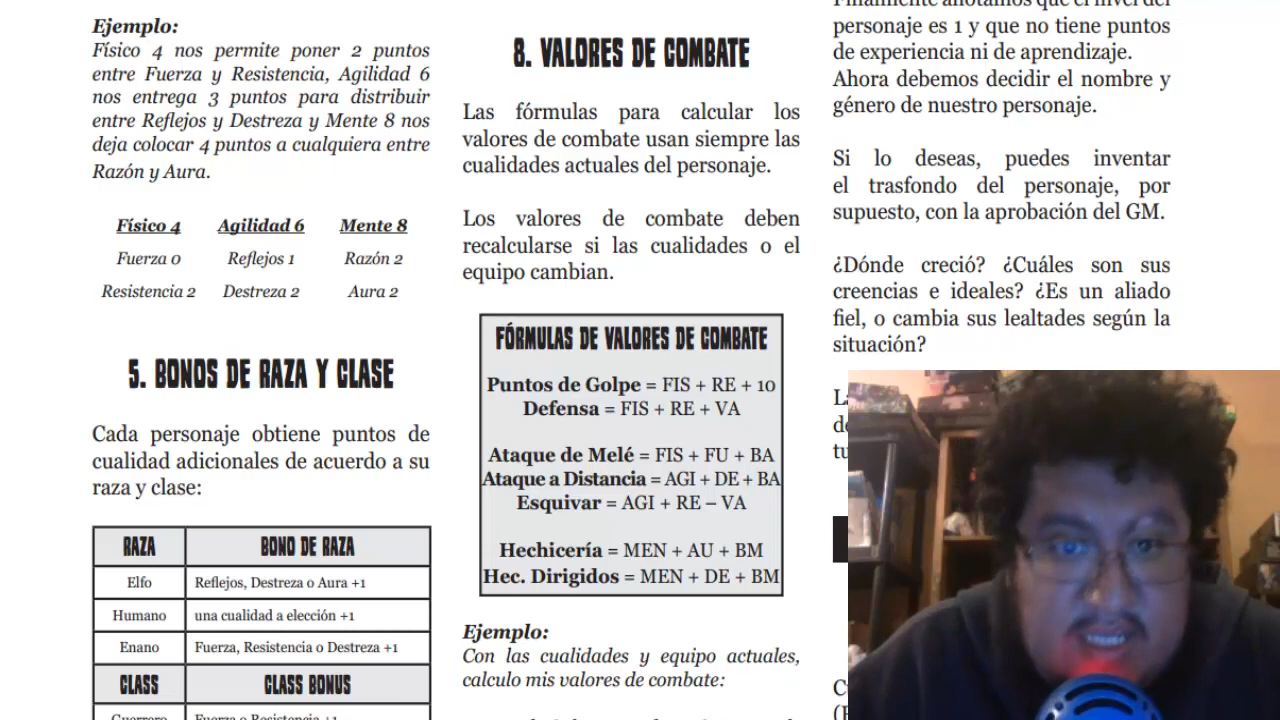 Ejemplo:
Físico 4 nos permite poner 2 puntos
entre Fuerza y Resistencia, Agilidad 6
nos entrega 3 puntos para distribuir
entre Reflejos y Destreza y Mente 8 nos
deja colocar 4 puntos a cualquiera entre
Razón y Aura.
Físico 4 Agilidad 6 Mente 8
Fuerza 0 Reflejos 1 Razón 2
Resistencia 2 Destreza 2 Aura 2
5. BONOS DE RAZA Y CLASE
Cada personaje obtiene puntos de
cualidad adicionales de acuerdo a su
raza y clase:
RAZA BONO DE RAZA
Elfo Reflejos, Destreza o Aura +1
Humano una cualidad a elección +1
Enano Fuerza, Resistencia o Destreza +1
CLASS CLASS BONUS
Guerrero Fuerza o Resistencia +1
8. VALORES DE COMBATE
Las fórmulas para calcular los
valores de combate usan siempre las
cualidades actuales del personaje.
Los valores de combate deben
recalcularse si las cualidades o el
equipo cambian.
FÓRMULAS DE VALORES DE COMBATE
Puntos de Golpe = FIS + RE + 10
Defensa = FIS + RE + VA
Ataque de Melé = FIS + FU + BA
Ataque a Distancia = AGI + DE + BA
Esquivar = AGI + RE – VA
Hechicería = MEN + AU + BM
Hec. Dirigidos = MEN + DE + BM
Ejemplo:
Con las cualidades y equipo actuales,
calculo mis valores de combate:
Finalmente anotamos que el nivel del
personaje es 1 y que no tiene puntos
de experiencia ni de aprendizaje.
Ahora debemos decidir el nombre y
género de nuestro personaje.
Si lo deseas, puedes inventar
el trasfondo del personaje, por
supuesto, con la aprobación del GM.
¿Dónde creció? ¿Cuáles son sus
creencias e ideales? ¿Es un aliado
fiel, o cambia sus lealtades según la
situación?